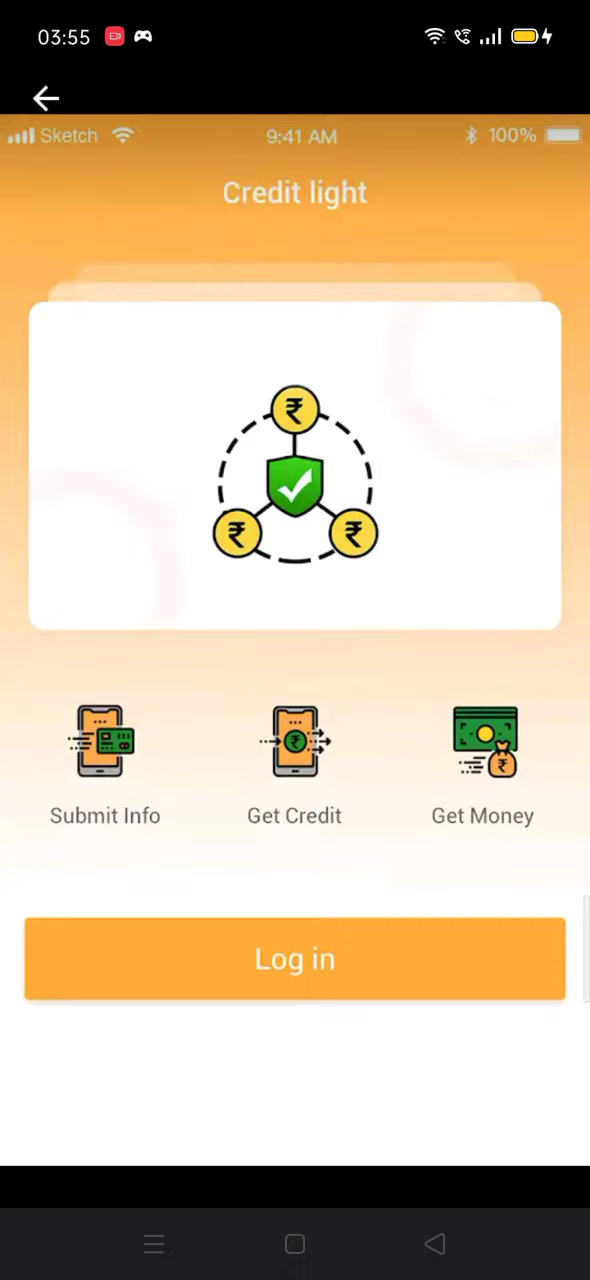 03:55
Sketch 9:41 AM 100%
Credit light
₹
₹ ₹
₹ ₹
Submit Info Get Credit Get Money
Log in